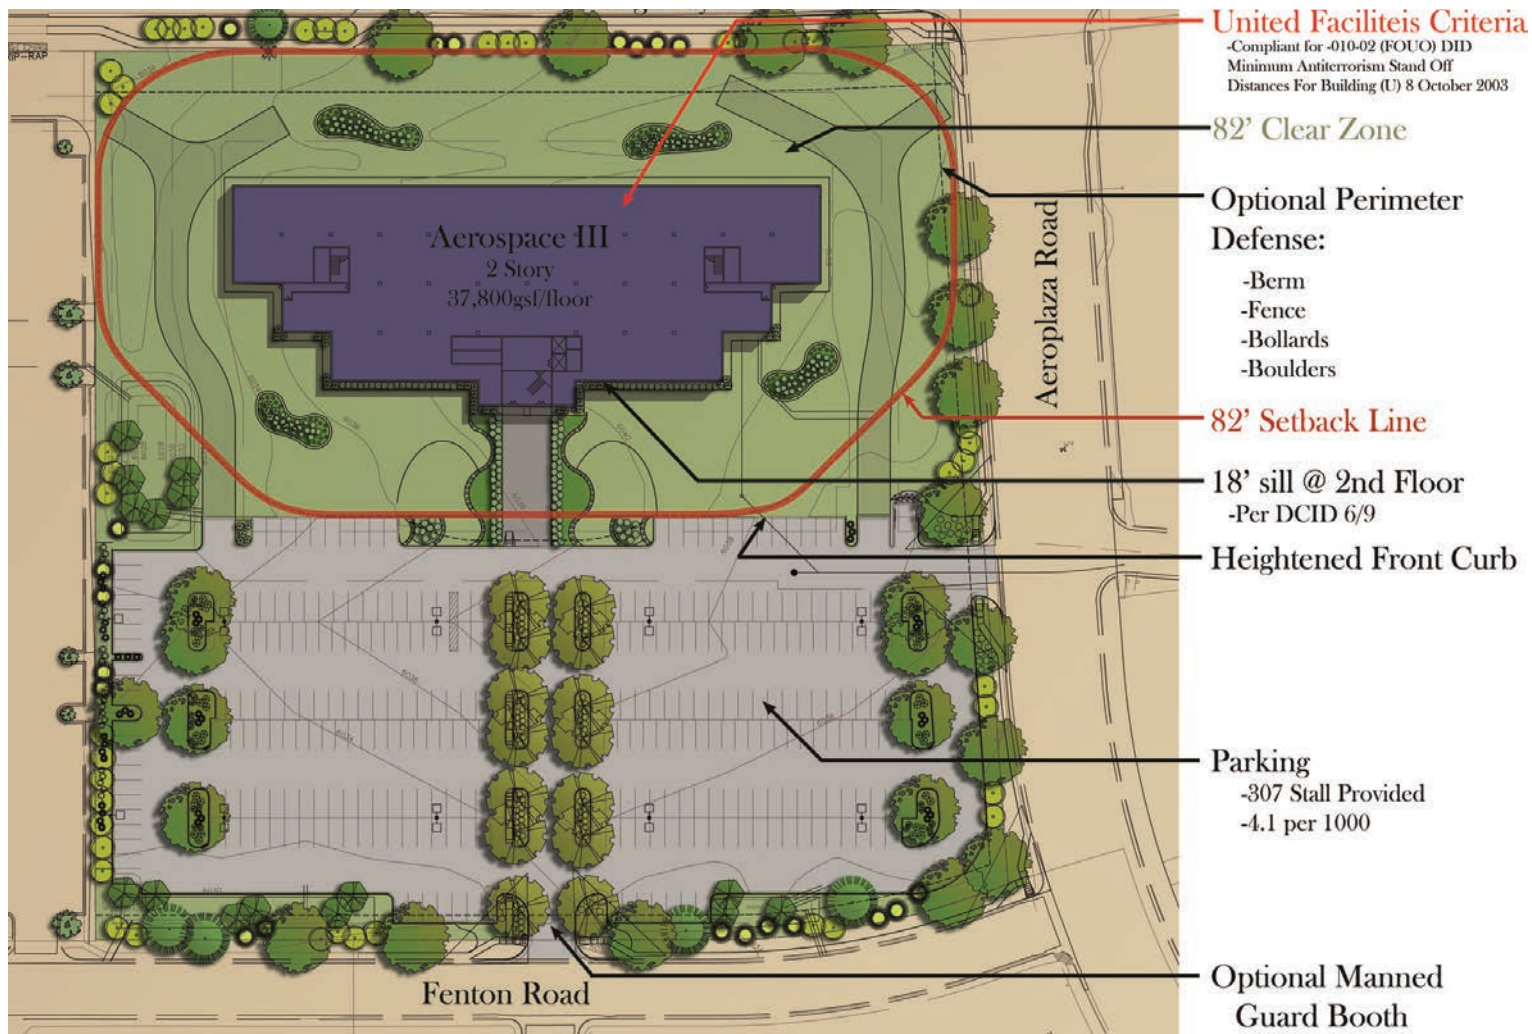 United Faciliteis Criteria
-Compliant for -010-02 (FOUO) DID
Minimum Antiterrorism Stand Off
Distances For Building (U) 8 October 2003
82' Clear Zone
Optional Perimeter
Defense:
-Berm
-Fence
-Bollards
-Boulders
82' Setback Line
18' sill @ 2nd Floor
-Per DCID 6/9
Heightened Front Curb
Parking
-307 Stall Provided
-4.1 per 1000
Optional Manned
Guard Booth
Aerospace III
2 Story
37,800gsf/floor
Aeroplaza Road
Fenton Road
RIP-RAP